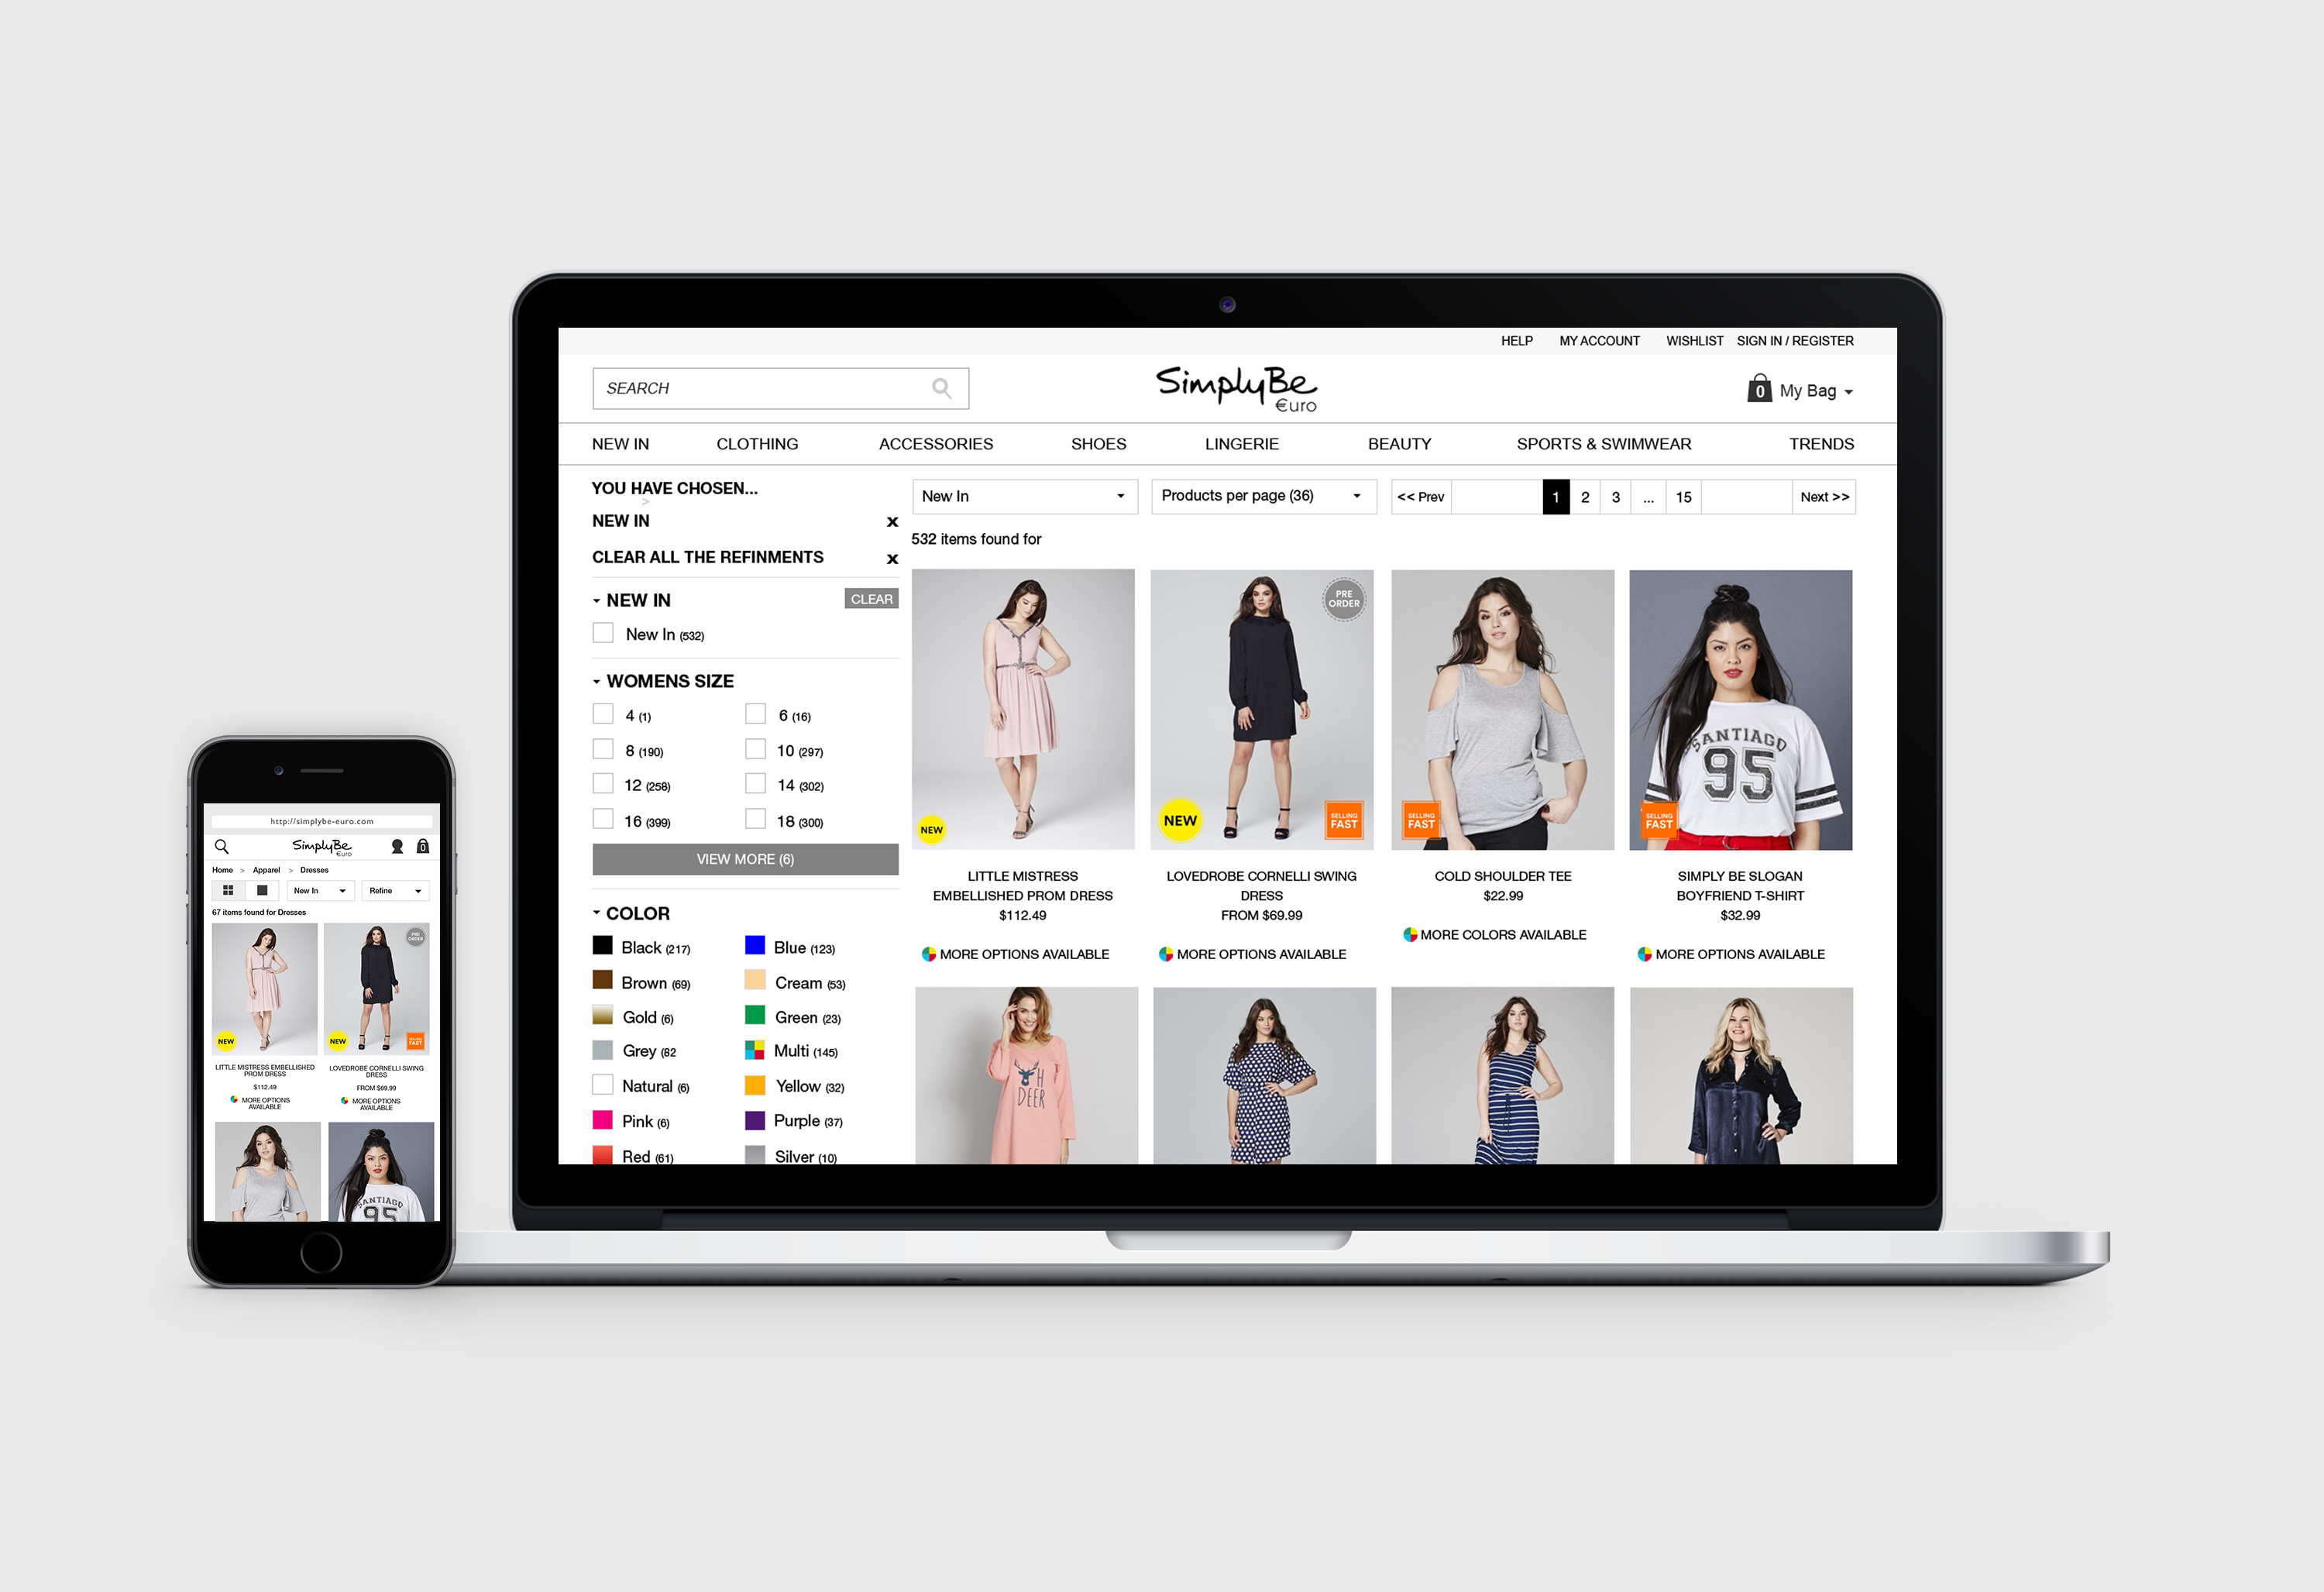 HELP MY ACCOUNT WISHLIST SIGN IN / REGISTER
SEARCH
SimplyBe
€uro
0 My Bag
NEW IN CLOTHING ACCESSORIES SHOES LINGERIE BEAUTY SPORTS & SWIMWEAR TRENDS
YOU HAVE CHOSEN...
>
NEW IN x
CLEAR ALL THE REFINMENTS x
NEW IN CLEAR
New In (532)
WOMENS SIZE
4 (1) 6 (16)
8 (190) 10 (297)
12 (258) 14 (302)
16 (399) 18 (300)
VIEW MORE (6)
COLOR
Black (217) Blue (123)
Brown (69) Cream (53)
Gold (6) Green (23)
Grey (82 Multi (145)
Natural (6) Yellow (32)
Pink (6) Purple (37)
Red (61) Silver (10)
New In Products per page (36) << Prev 1 2 3 ... 15 Next >>
532 items found for
NEW
LITTLE MISTRESS
EMBELLISHED PROM DRESS
$112.49
MORE OPTIONS AVAILABLE
PRE
ORDER
NEW
SELLING
FAST
LOVEDROBE CORNELLI SWING
DRESS
FROM $69.99
MORE OPTIONS AVAILABLE
SELLING
FAST
COLD SHOULDER TEE
$22.99
MORE COLORS AVAILABLE
SANTIAGO
95
SELLING
FAST
SIMPLY BE SLOGAN
BOYFRIEND T-SHIRT
$32.99
MORE OPTIONS AVAILABLE
H
DEER
http://simplybe-euro.com
SimplyBe
€uro
0
Home > Apparel > Dresses
New In Refine
67 items found for Dresses
NEW
LITTLE MISTRESS EMBELLISHED
PROM DRESS
$112.49
MORE OPTIONS
AVAILABLE
PRE
ORDER
NEW
SELLING
FAST
LOVEDROBE CORNELLI SWING
DRESS
FROM $69.99
MORE OPTIONS
AVAILABLE
SANTIAGO
95